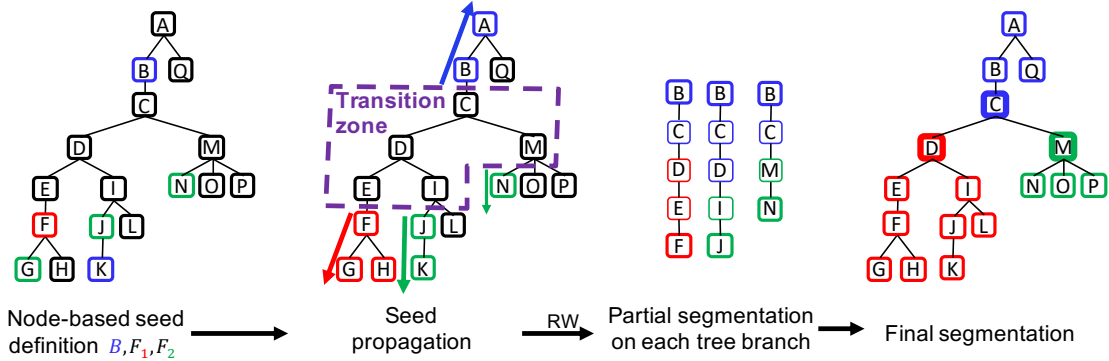 A
B Q
C
D M
E I N O P
F J L
G H K
Node-based seed
definition B, F₁, F₂
A
B Q
Transition
zone
C
D M
E I N O P
F J L
G H K
Seed
propagation
RW
B B B
C C C
D D M
E I N
F J
Partial segmentation
on each tree branch
A
B Q
C
D M
E I N O P
F J L
G H K
Final segmentation